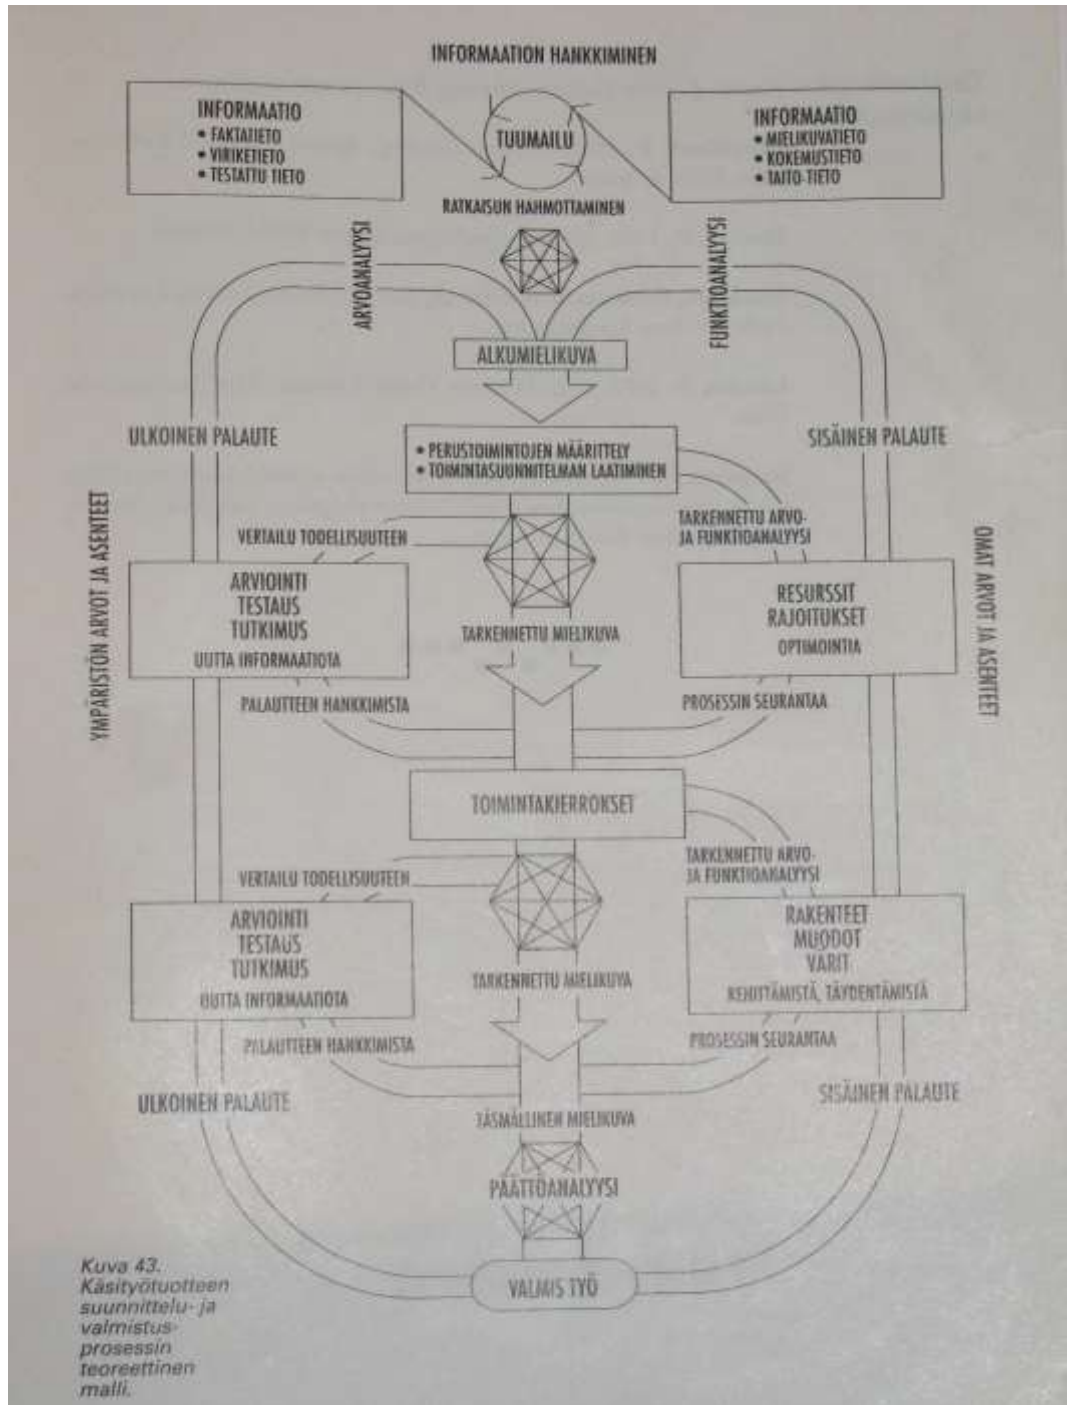 INFORMAATION HANKKIMINEN
INFORMAATIO
• FAKTATIETO
• VIRIKETIETO
• TESTATTU TIETO
TUUMAILU
INFORMAATIO
• MIELIKUVATIETO
• KOKEMUSTIETO
• TAITO-TIETO
RATKAISUN HAHMOTTAMINEN
ARVOANALYYSI
FUNKTIOANALYYSI
ALKUMIELIKUVA
ULKOINEN PALAUTE
SISÄINEN PALAUTE
• PERUSTOIMINTOJEN MÄÄRITTELY
• TOIMINTASUUNNITELMAN LAATIMINEN
YMPÄRISTÖN ARVOT JA ASENTEET
OMAT ARVOT JA ASENTEET
VERTAILU TODELLISUUTEEN
TARKENNETTU ARVO-
JA FUNKTIOANALYYSI
ARVIOINTI
TESTAUS
TUTKIMUS
UUTTA INFORMAATIOTA
TARKENNETTU MIELIKUVA
RESURSSIT
RAJOITUKSET
OPTIMOINTIA
PALAUTTEEN HANKKIMISTA
PROSESSIN SEURANTAA
TOIMINTAKIERROKSET
VERTAILU TODELLISUUTEEN
TARKENNETTU ARVO-
JA FUNKTIOANALYYSI
ARVIOINTI
TESTAUS
TUTKIMUS
UUTTA INFORMAATIOTA
TARKENNETTU MIELIKUVA
RAKENTEET
MUODOT
VARIT
KEHITTÄMISTÄ, TÄYDENTÄMISTÄ
PALAUTTEEN HANKKIMISTA
PROSESSIN SEURANTAA
ULKOINEN PALAUTE
SISÄINEN PALAUTE
TÄSMÄLLINEN MIELIKUVA
PÄÄTTÖANALYYSI
VALMIS TYÖ
Kuva 43.
Käsityötuotteen
suunnittelu- ja
valmistus-
prosessin
teoreettinen
malli.